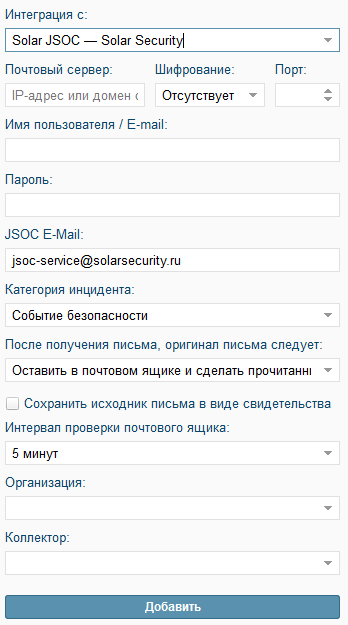 Интеграция с:
Solar JSOC — Solar Security
Почтовый сервер: Шифрование: Порт:
IP-адрес или домен с Отсутствует
Имя пользователя / E-mail:
Пароль:
JSOC E-Mail:
jsoc-service@solarsecurity.ru
Категория инцидента:
Событие безопасности
После получения письма, оригинал письма следует:
Оставить в почтовом ящике и сделать прочитанны
Сохранить исходник письма в виде свидетельства
Интервал проверки почтового ящика:
5 минут
Организация:
Коллектор:
Добавить